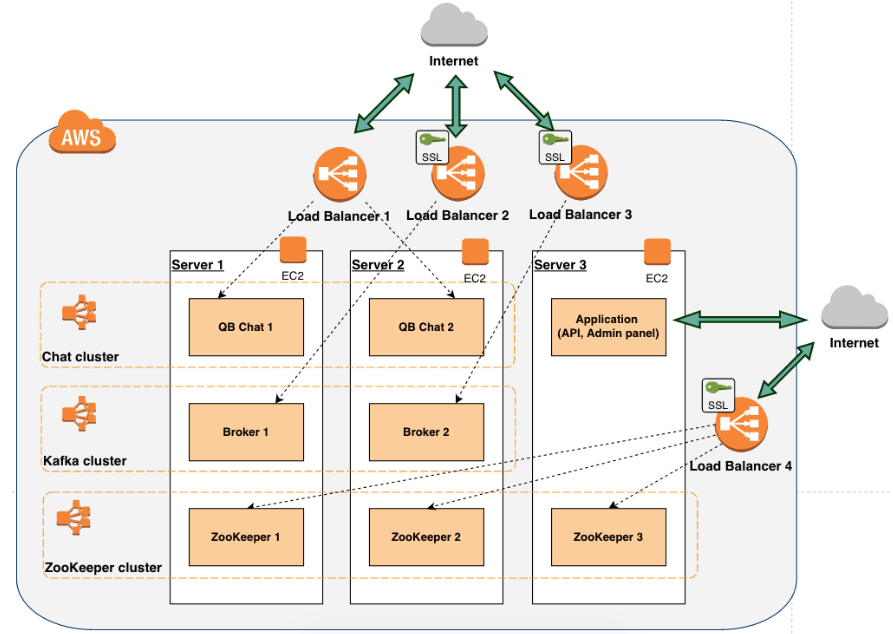 Internet
AWS
SSL
SSL
Load Balancer 1
Load Balancer 2
Load Balancer 3
Server 1
EC2
Server 2
EC2
Server 3
EC2
QB Chat 1
QB Chat 2
Application
(API, Admin panel)
Internet
Chat cluster
SSL
Broker 1
Broker 2
Kafka cluster
Load Balancer 4
ZooKeeper 1
ZooKeeper 2
ZooKeeper 3
ZooKeeper cluster